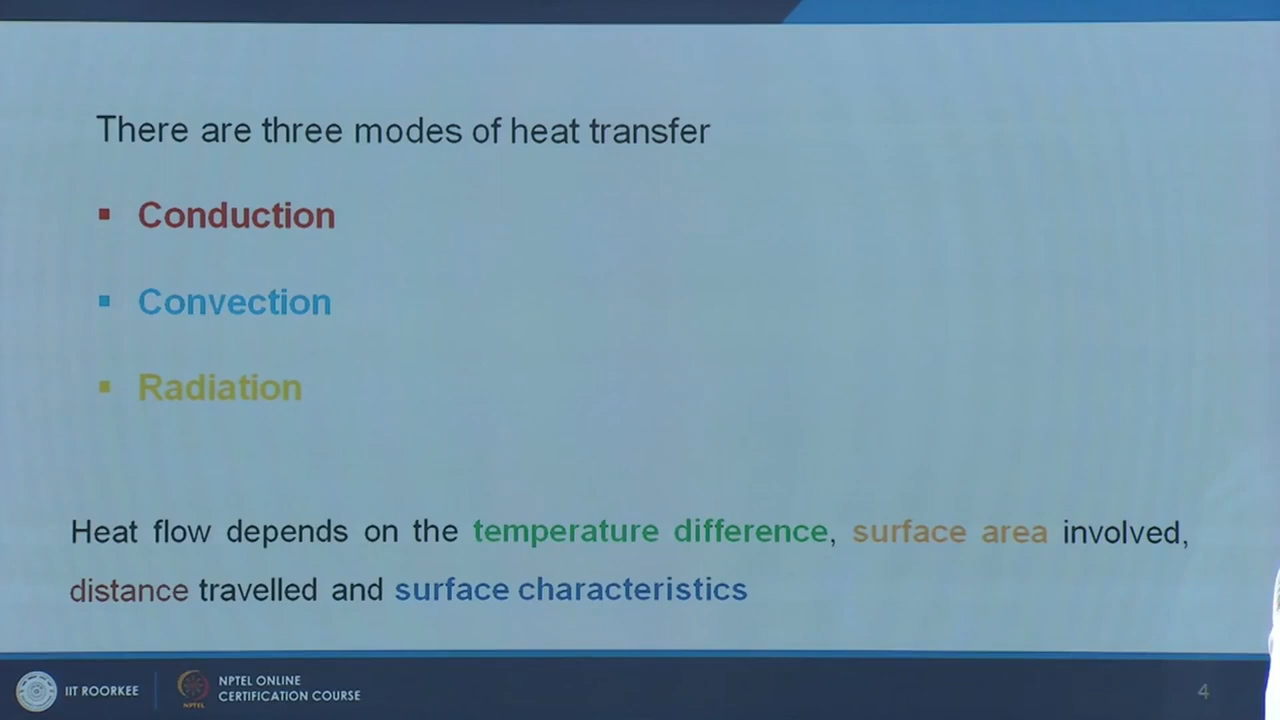 There are three modes of heat transfer
▪ Conduction
▪ Convection
▪ Radiation
Heat flow depends on the temperature difference, surface area involved,
distance travelled and surface characteristics
IIT ROORKEE
NPTEL
NPTEL ONLINE
CERTIFICATION COURSE
4